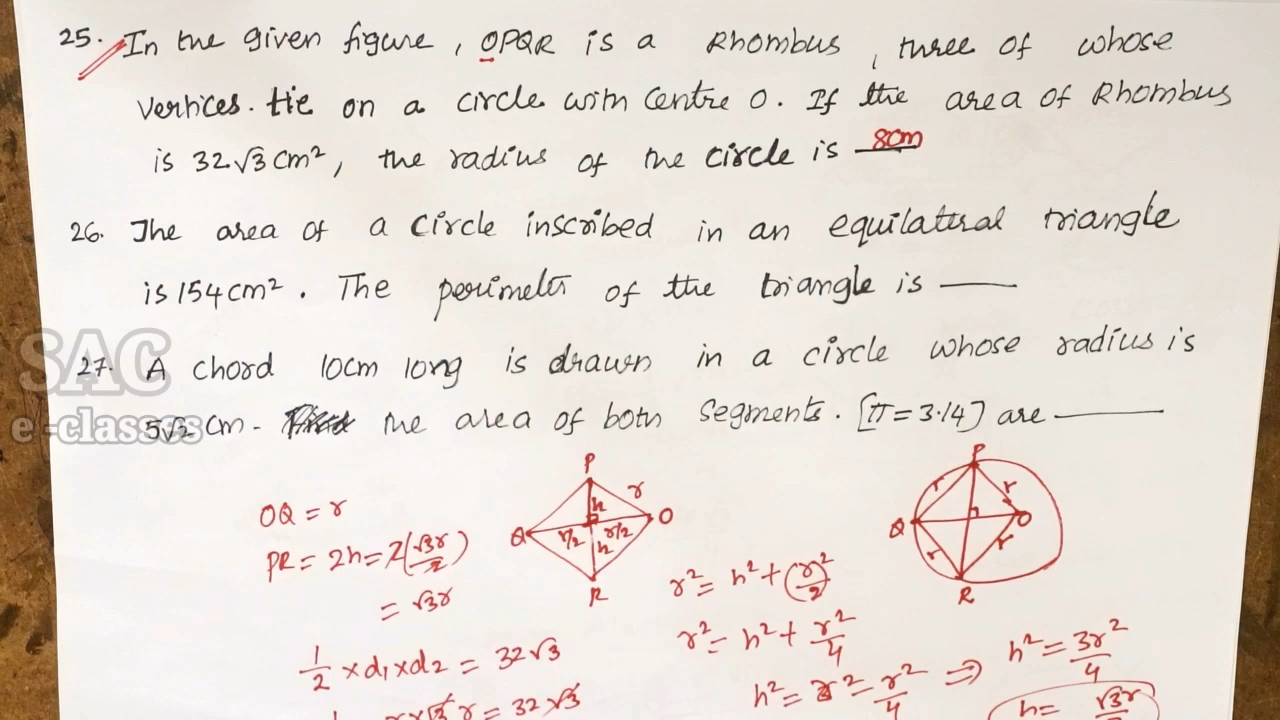 25. In the given figure, OPQR is a Rhombus, three of whose
vertices. tie on a circle with Centre O. If the area of Rhombus
is 32√3 cm², the radius of the circle is 8cm
26. The area of a circle inscribed in an equilateral triangle
is 154cm². The perimeter of the triangle is ——
27. A chord 10cm long is drawn in a circle whose radius is
5√2 cm. the area of both segments. [π=3.14] are ——
SAC
e-classes
P
Q
O
R
r
h
r/2
r/2
h
P
Q
O
R
r
r
r
r
OQ = r
PR = 2h = 2(√3r/2)
= √3r
1/2 × d₁ × d₂ = 32√3
r = 32√3
r² = h² + (r/2)²
r² = h² + r²/4
h² = r² - r²/4 ⇒ h² = 3r²/4
h = √3r